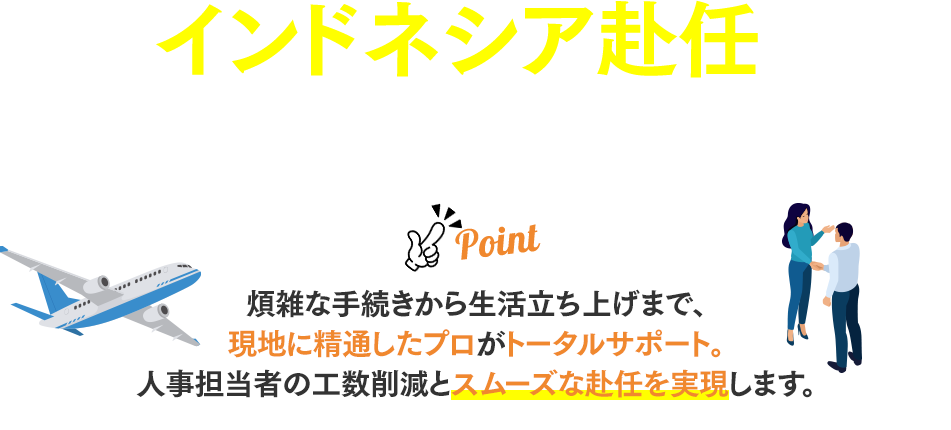 インドネシア赴任
Point
煩雑な手続きから生活立ち上げまで、
現地に精通したプロがトータルサポート。
人事担当者の工数削減とスムーズな赴任を実現します。